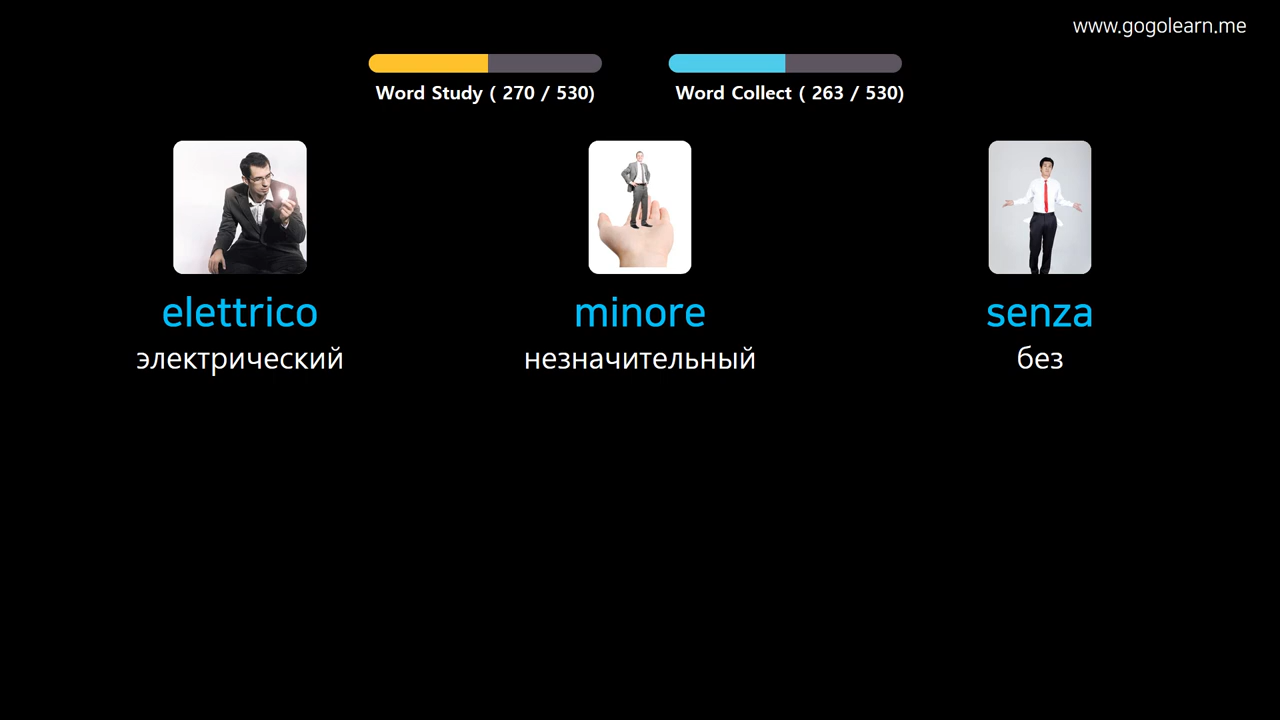 www.gogolearn.me
Word Study ( 270 / 530)
Word Collect ( 263 / 530)
elettrico
minore
senza
электрический
незначительный
без